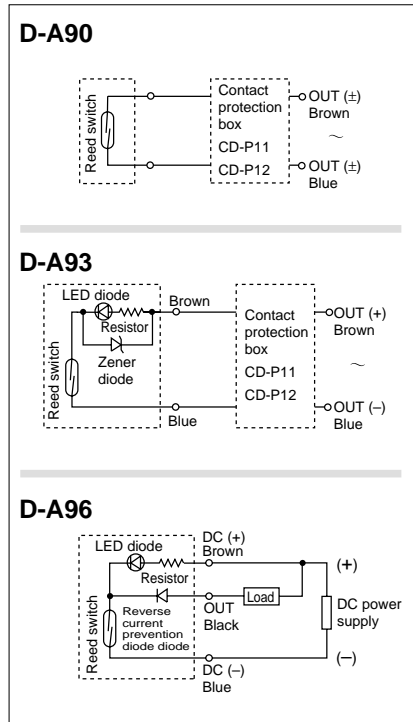 D-A90
Reed switch
Contact
protection
box
CD-P11
CD-P12
OUT (±)
Brown
~
OUT (±)
Blue
D-A93
LED diode
Resistor
Zener
diode
Reed switch
Brown
Blue
Contact
protection
box
CD-P11
CD-P12
OUT (+)
Brown
~
OUT (−)
Blue
D-A96
LED diode
Resistor
Reverse
current
prevention
diode diode
Reed switch
DC (+)
Brown
OUT
Black
Load
DC (−)
Blue
(+)
DC power
supply
(−)